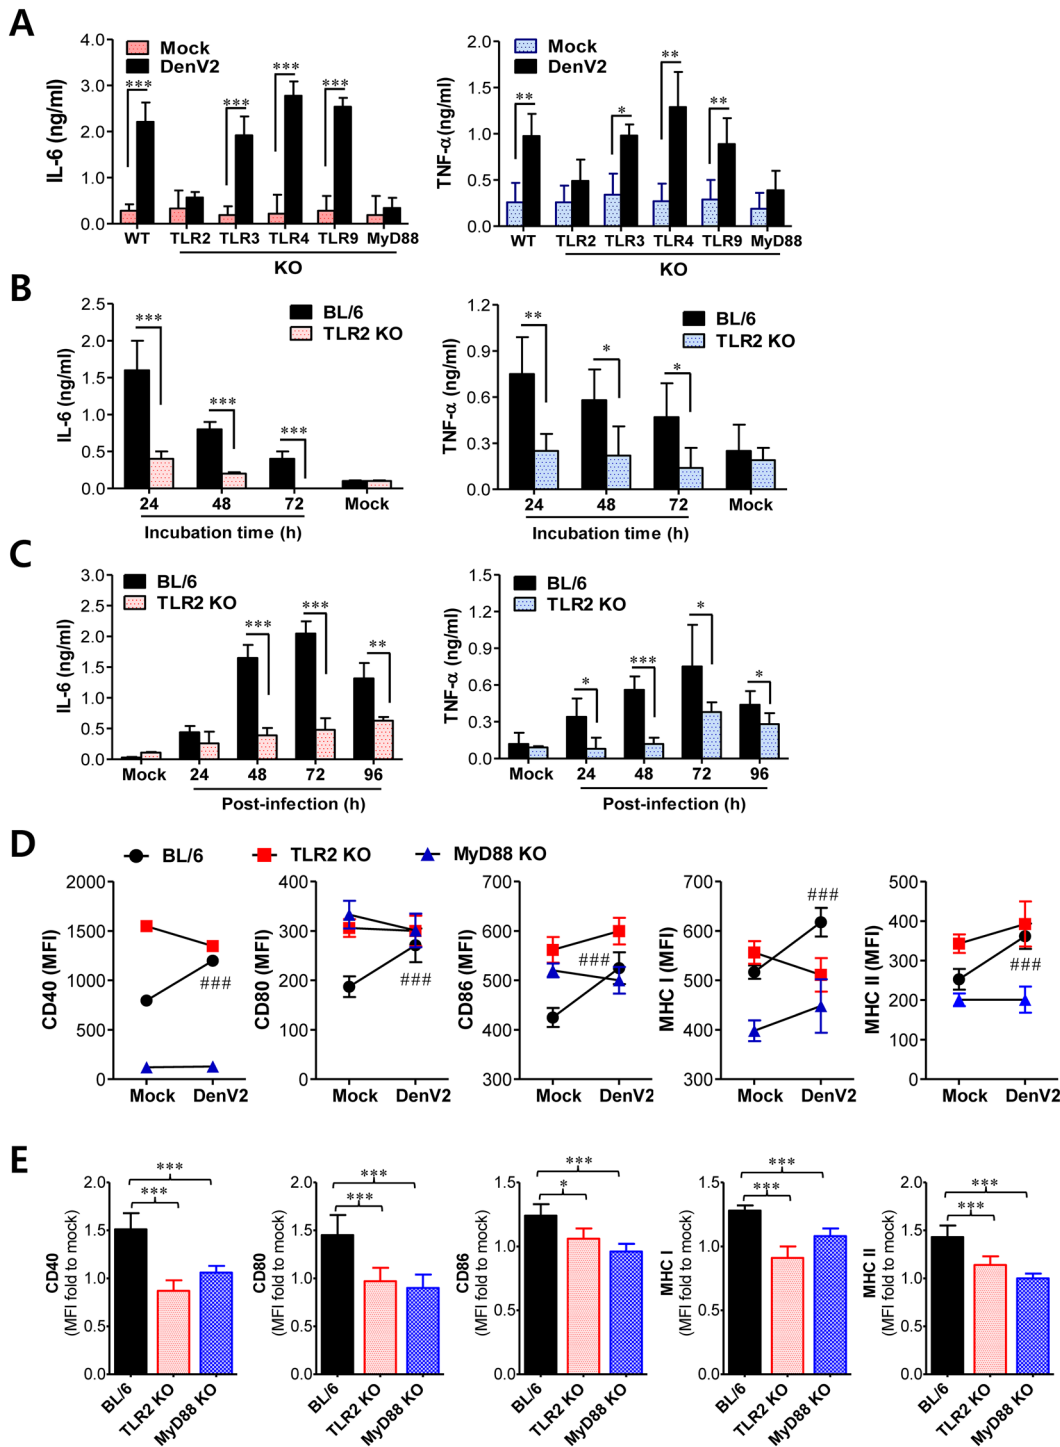 A
IL-6 (ng/ml)
4.0
3.0
2.0
1.0
0.0
Mock
DenV2
***
***
***
***
WT
TLR2
TLR3
TLR4
TLR9
MyD88
KO
TNF-α(ng/ml)
2.0
1.5
1.0
0.5
0.0
Mock
DenV2
**
*
**
**
WT
TLR2
TLR3
TLR4
TLR9
MyD88
KO
B
IL-6 (ng/ml)
2.5
2.0
1.5
1.0
0.5
0.0
BL/6
TLR2 KO
***
***
***
24
48
72
Mock
Incubation time (h)
TNF-α (ng/ml)
1.2
0.9
0.6
0.3
0.0
BL/6
TLR2 KO
**
*
*
24
48
72
Mock
Incubation time (h)
C
IL-6 (ng/ml)
3.0
2.5
2.0
1.5
1.0
0.5
0.0
BL/6
TLR2 KO
***
***
**
Mock
24
48
72
96
Post-infection (h)
TNF-α (ng/ml)
1.5
1.2
0.9
0.6
0.3
0.0
BL/6
TLR2 KO
*
***
*
*
Mock
24
48
72
96
Post-infection (h)
D
BL/6
TLR2 KO
MyD88 KO
CD40 (MFI)
2000
1500
1000
500
0
###
Mock
DenV2
CD80 (MFI)
400
300
200
100
0
###
Mock
DenV2
CD86 (MFI)
700
600
500
400
300
###
Mock
DenV2
MHC I (MFI)
700
600
500
400
300
###
Mock
DenV2
MHC II (MFI)
500
400
300
200
100
0
###
Mock
DenV2
E
CD40
(MFI fold to mock)
2.0
1.5
1.0
0.5
0.0
***
***
BL/6
TLR2 KO
MyD88 KO
CD80
(MFI fold to mock)
2.0
1.5
1.0
0.5
0.0
***
***
BL/6
TLR2 KO
MyD88 KO
CD86
(MFI fold to mock)
1.5
1.0
0.5
0.0
***
*
BL/6
TLR2 KO
MyD88 KO
MHC I
(MFI fold to mock)
1.5
1.0
0.5
0.0
***
***
BL/6
TLR2 KO
MyD88 KO
MHC II
(MFI fold to mock)
2.0
1.5
1.0
0.5
0.0
***
***
BL/6
TLR2 KO
MyD88 KO